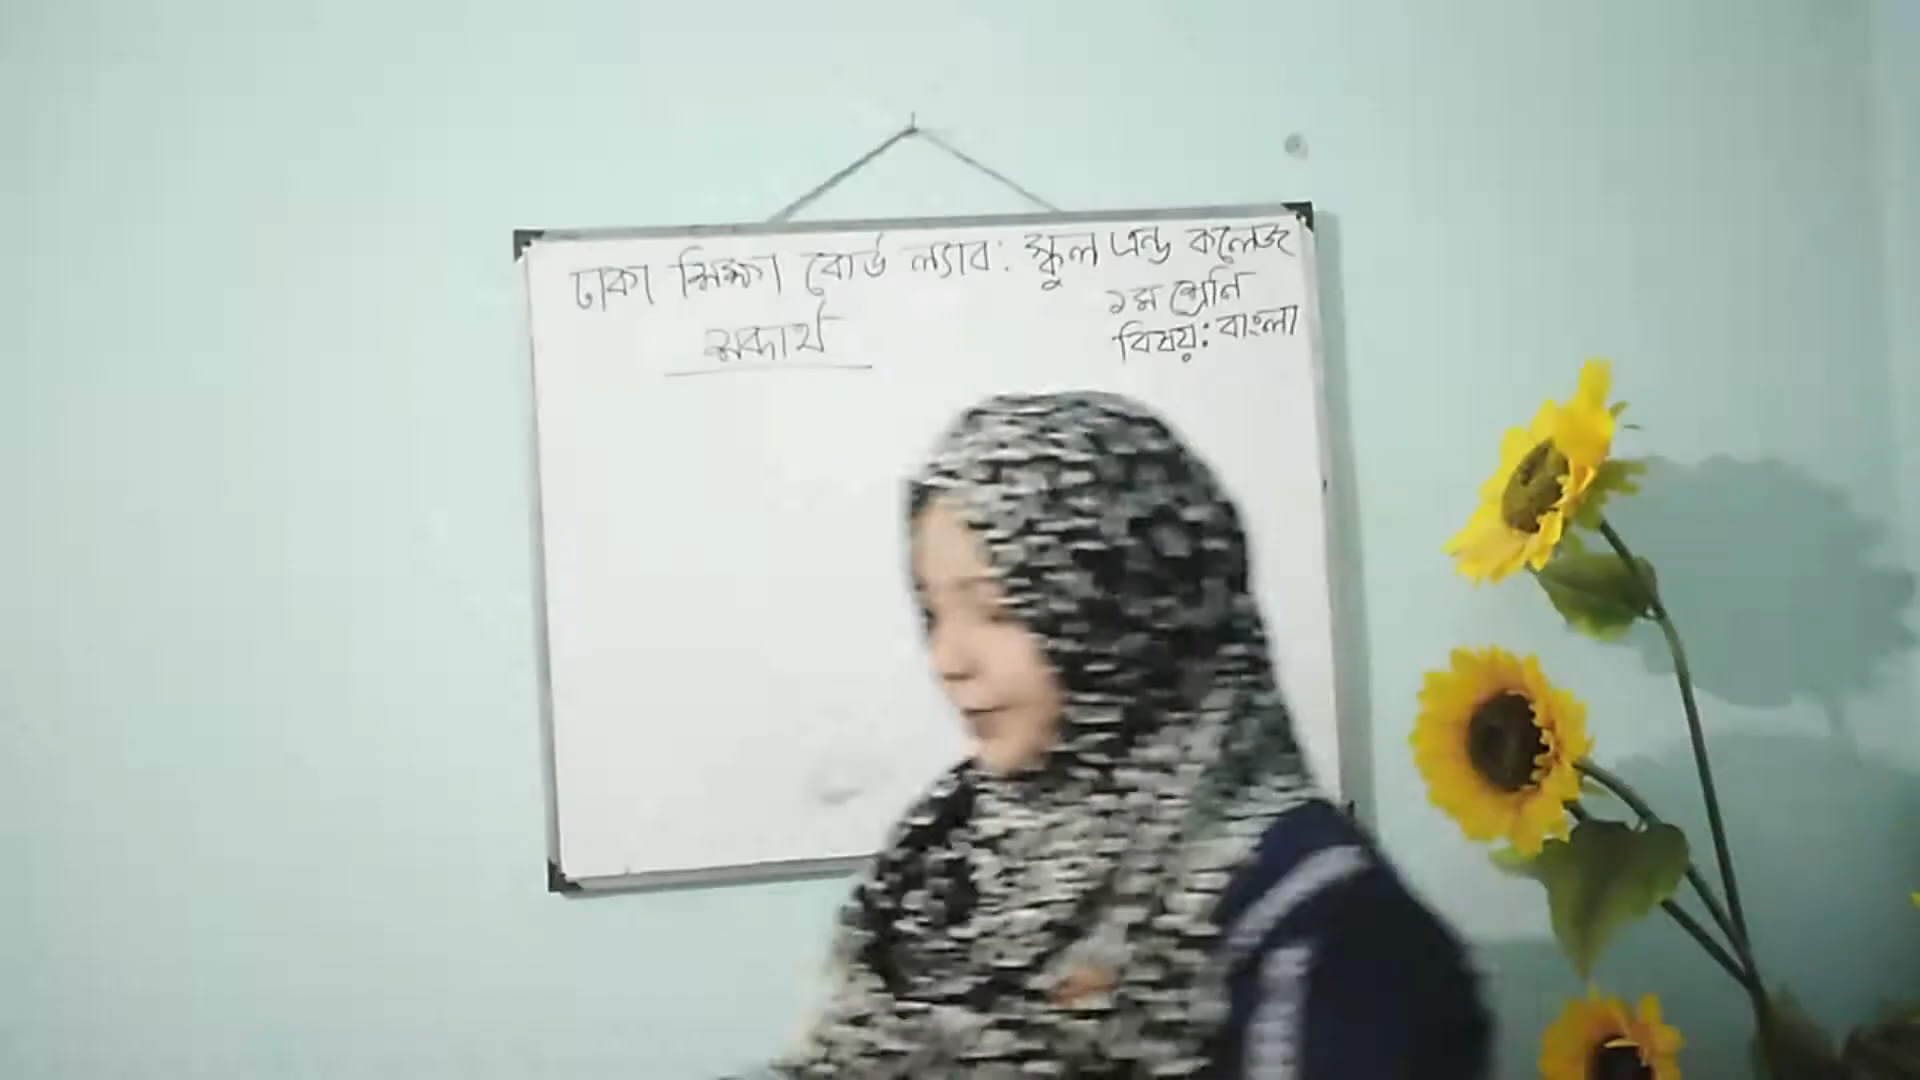 ঢাকা শিক্ষা বোর্ড ল্যাব: স্কুল এন্ড কলেজ
১ম শ্রেনি
বিষয়: বাংলা
শব্দার্থ